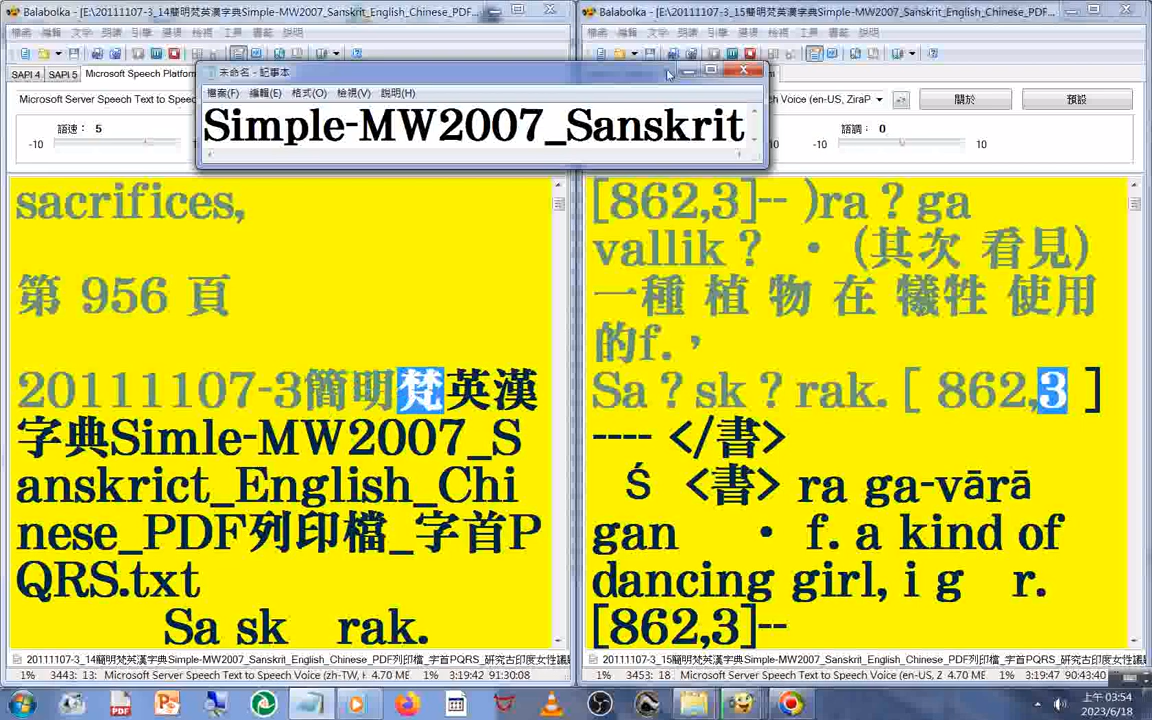 Balabolka - [E:\20111107-3_14簡明梵英漢字典Simple-MW2007_Sanskrit_English_Chinese_PDF...
Balabolka - [E:\20111107-3_15簡明梵英漢字典Simple-MW2007_Sanskrit_English_Chinese_PDF...
SAPI 4 SAPI 5 Microsoft Speech Platform
未命名 - 記事本
檔案(F) 編輯(E) 格式(O) 檢視(V) 說明(H)
Simple-MW2007_Sanskrit
Microsoft Server Speech Text to Spee
Voice (en-US, ZiraP
關於 預設
語速： 5
語調： 0
-10
-10 10
sacrifices,
第 956 頁
20111107-3簡明梵英漢
字典Simle-MW2007_S
anskrict_English_Chi
nese_PDF列印檔_字首P
QRS.txt
Sa sk rak.
[862,3]-- )ra ? ga
vallik ? • (其次 看見)
一種 植 物 在 犧牲 使用
的f.，
Sa ? sk ? rak. [ 862,3 ]
---- </書>
Ś <書> ra ga-vārā
gan • f. a kind of
dancing girl, i g r.
[862,3]--
20111107-3_14簡明梵英漢字典Simple-MW2007_Sanskrit_English_Chinese_PDF列印檔_字首PQRS_研究古印度女性議
20111107-3_15簡明梵英漢字典Simple-MW2007_Sanskrit_English_Chinese_PDF列印檔_字首PQRS_研究古印度女性議
1% 3443: 13: Microsoft Server Speech Text to Speech Voice (zh-TW, H 4.70 ME 1% 3:19:42 91:30:08
1% 3453: 18 Microsoft Server Speech Text to Speech Voice (en-US, Z 4.70 ME 1% 3:19:47 90:43:40
上午 03:54
2023/6/18